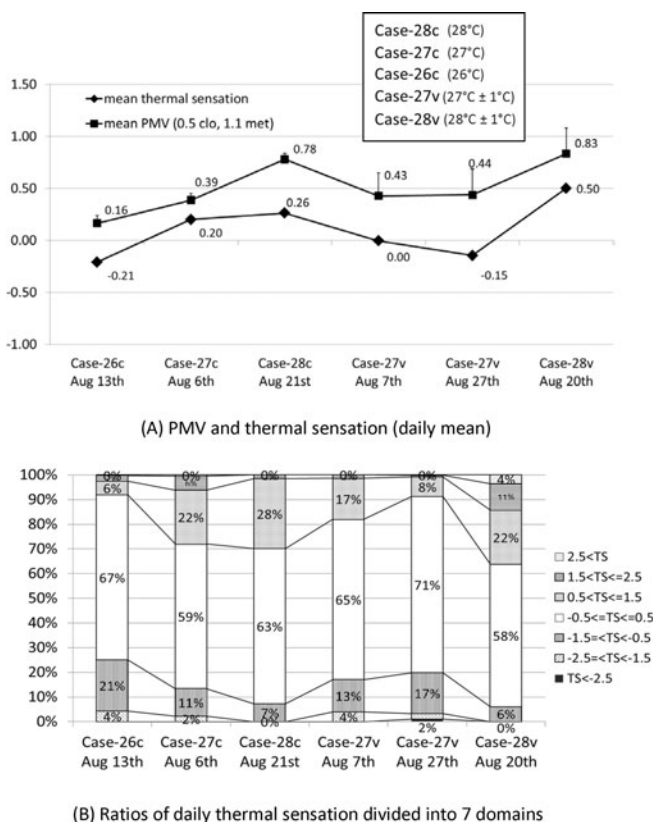 Case-28c (28°C)
Case-27c (27°C)
Case-26c (26°C)
Case-27v (27°C ± 1°C)
Case-28v (28°C ± 1°C)
1.50
mean thermal sensation
mean PMV (0.5 clo, 1.1 met)
1.00
0.83
0.78
0.50
0.39
0.43
0.44
0.50
0.16
0.26
0.00
0.20
-0.21
0.00
-0.15
-0.50
-1.00
Case-26c Case-27c Case-28c Case-27v Case-27v Case-28v
Aug 13th Aug 6th Aug 21st Aug 7th Aug 27th Aug 20th
(A) PMV and thermal sensation (daily mean)
100% 0% 0% 0% 0% 0% 4%
90% 6% 22% 28% 17% 8% 11%
80% 22%
70%
60% 67% 59% 63% 65% 71% 58%
50%
40%
30%
20% 21% 11% 7% 13% 17% 6%
10% 4% 2% 0% 4%
0% 2% 0%
2.5<TS
1.5<TS<=2.5
0.5<TS<=1.5
-0.5<=TS<=0.5
-1.5=<TS<-0.5
-2.5=<TS<-1.5
TS<-2.5
Case-26c Case-27c Case-28c Case-27v Case-27v Case-28v
Aug 13th Aug 6th Aug 21st Aug 7th Aug 27th Aug 20th
(B) Ratios of daily thermal sensation divided into 7 domains